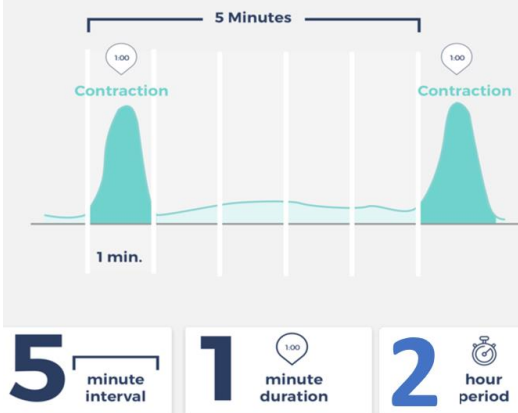 5 Minutes
1:00
1:00
Contraction
Contraction
1 min.
5
minute
interval
1
1:00
minute
duration
2
hour
period